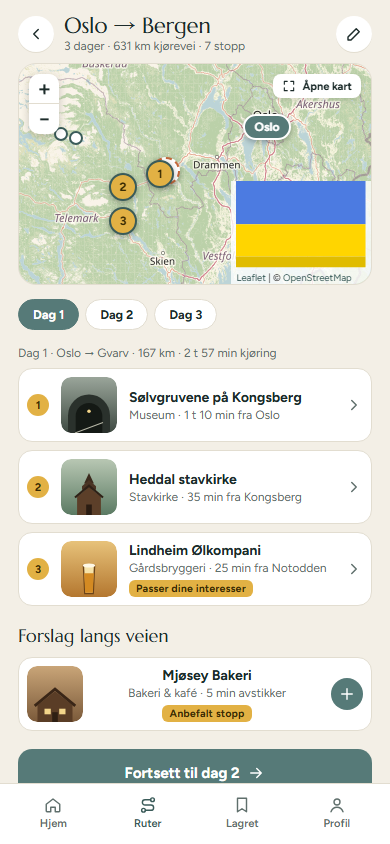 Oslo → Bergen
3 dager · 631 km kjørevei · 7 stopp
Buskerud
Akershus
+
−
Åpne kart
Oslo
Drammen
1
2
3
Telemark
Skien
Leaflet | © OpenStreetMap
Dag 1
Dag 2
Dag 3
Dag 1 · Oslo → Gvarv · 167 km · 2 t 57 min kjøring
1
Sølvgruvene på Kongsberg
Museum · 1 t 10 min fra Oslo
2
Heddal stavkirke
Stavkirke · 35 min fra Kongsberg
3
Lindheim Ølkompani
Gårdsbryggeri · 25 min fra Notodden
Passer dine interesser
Forslag langs veien
Mjøsey Bakeri
Bakeri & kafé · 5 min avstikker
Anbefalt stopp
Fortsett til dag 2 →
Hjem
Ruter
Lagret
Profil